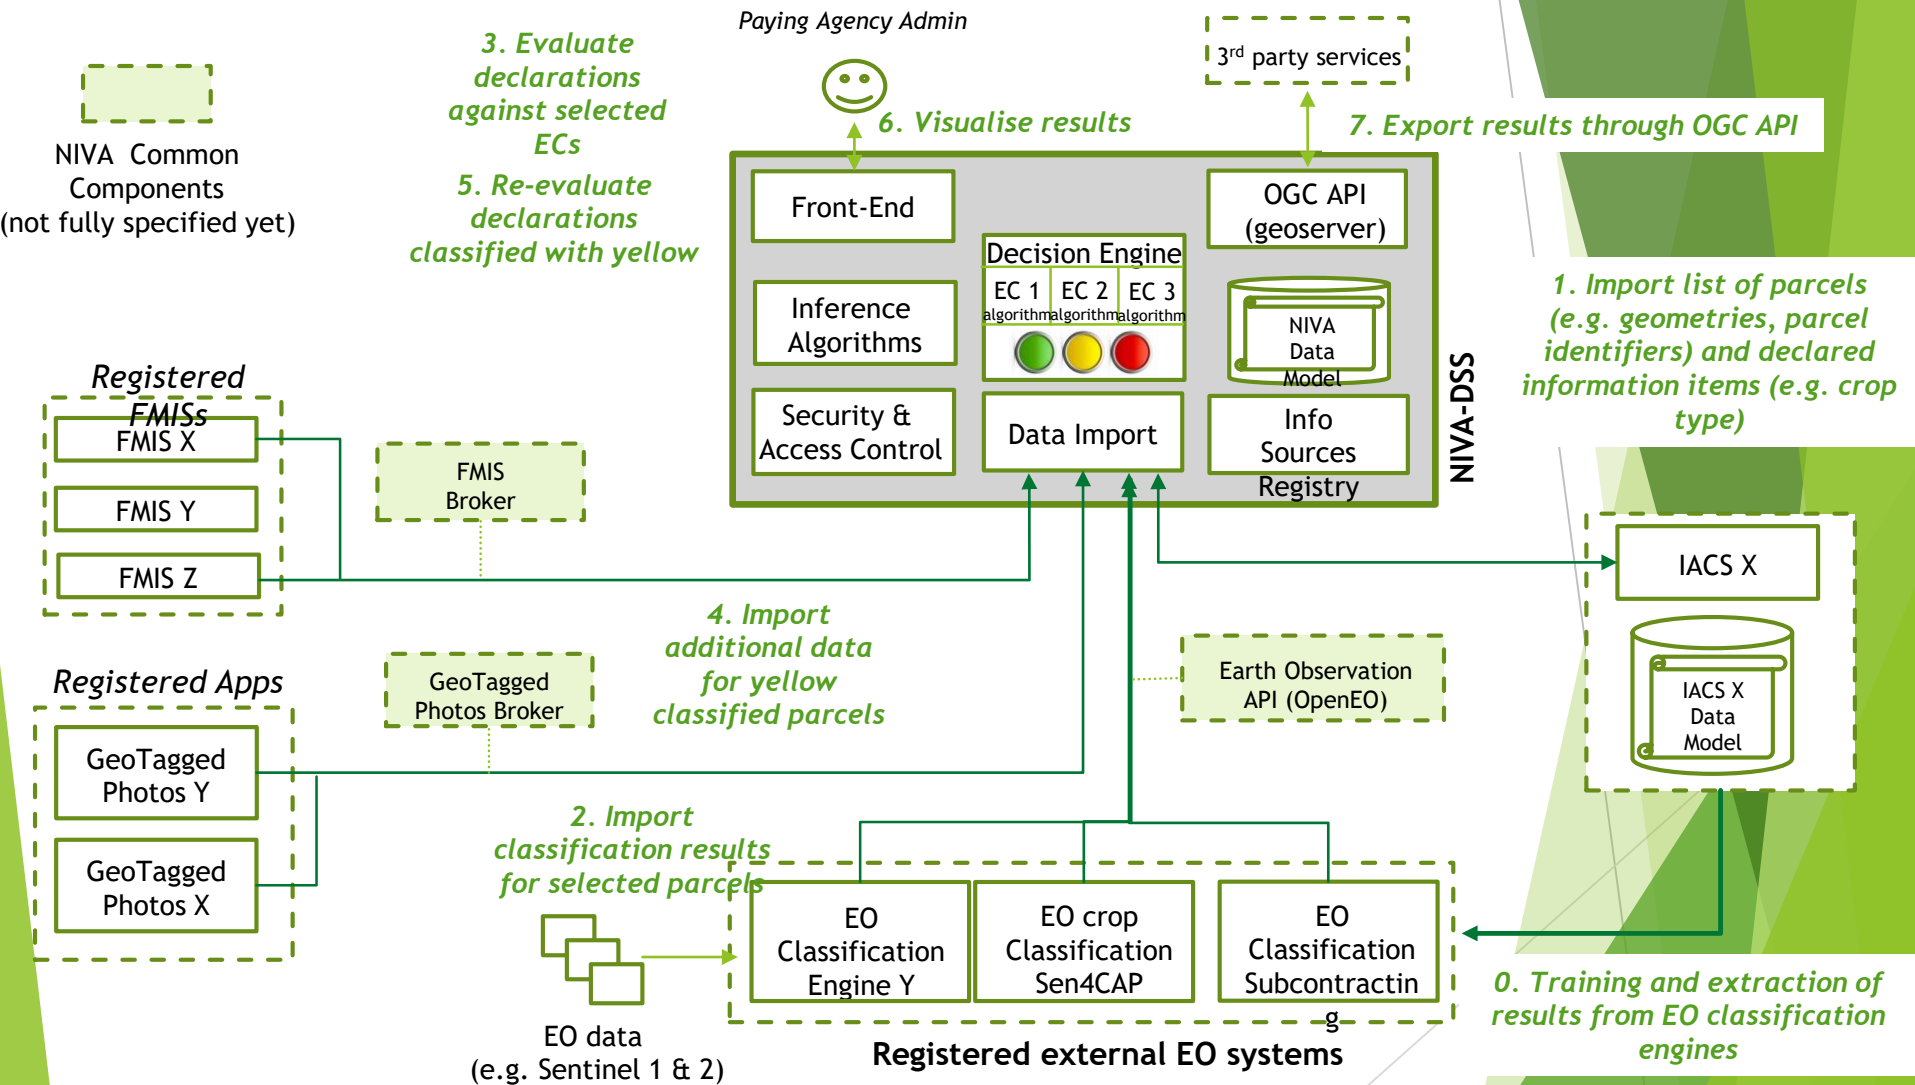 Paying Agency Admin
3. Evaluate
declarations
against selected
ECs
5. Re-evaluate
declarations
classified with yellow
3rd party services
6. Visualise results
7. Export results through OGC API
NIVA Common
Components
(not fully specified yet)
Front-End
OGC API
(geoserver)
Decision Engine
EC 1
algorithm
EC 2
algorithm
EC 3
algorithm
Inference
Algorithms
NIVA
Data
Model
Security &
Access Control
Data Import
Info
Sources
Registry
NIVA-DSS
1. Import list of parcels
(e.g. geometries, parcel
identifiers) and declared
information items (e.g. crop
type)
Registered
FMISs
FMIS X
FMIS Y
FMIS Z
FMIS
Broker
IACS X
IACS X
Data
Model
4. Import
additional data
for yellow
classified parcels
Earth Observation
API (OpenEO)
Registered Apps
GeoTagged
Photos Y
GeoTagged
Photos X
GeoTagged
Photos Broker
2. Import
classification results
for selected parcels
EO
Classification
Engine Y
EO crop
Classification
Sen4CAP
EO
Classification
Subcontractin
g
EO data
(e.g. Sentinel 1 & 2)
Registered external EO systems
0. Training and extraction of
results from EO classification
engines